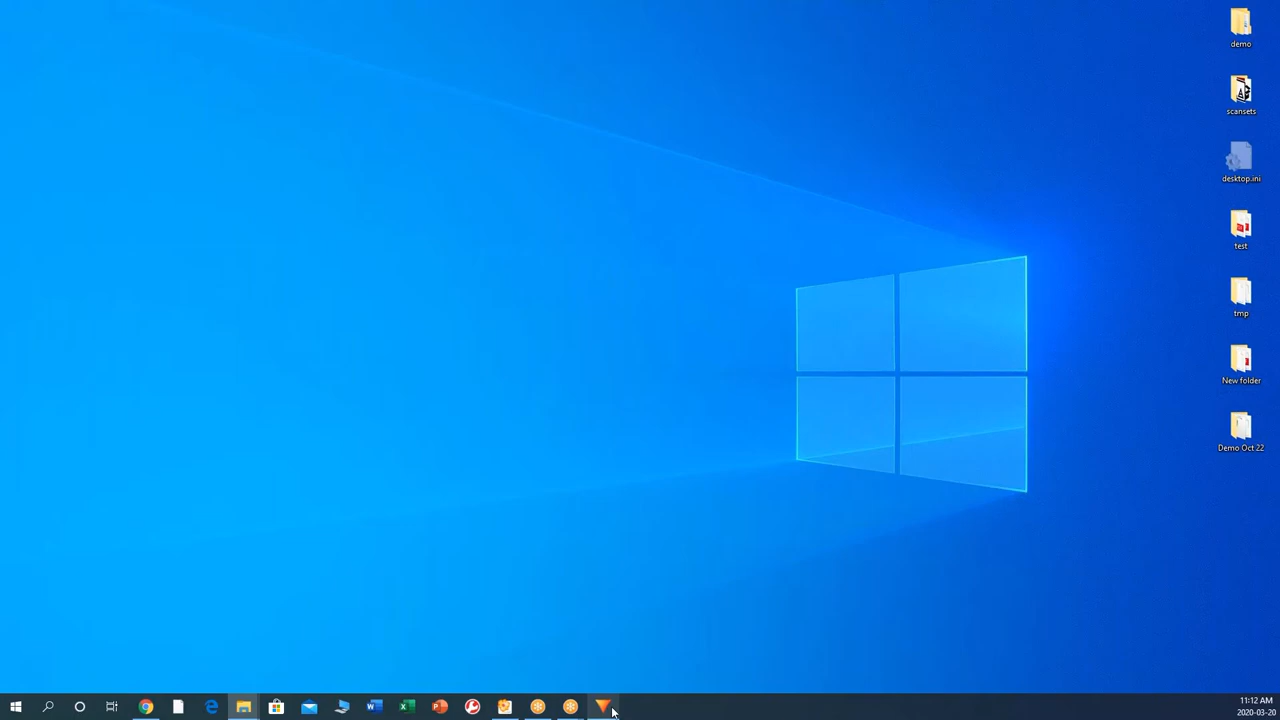 demo
scansets
desktop.ini
test
tmp
New folder
Demo Oct 22
11:12 AM
2020-03-20